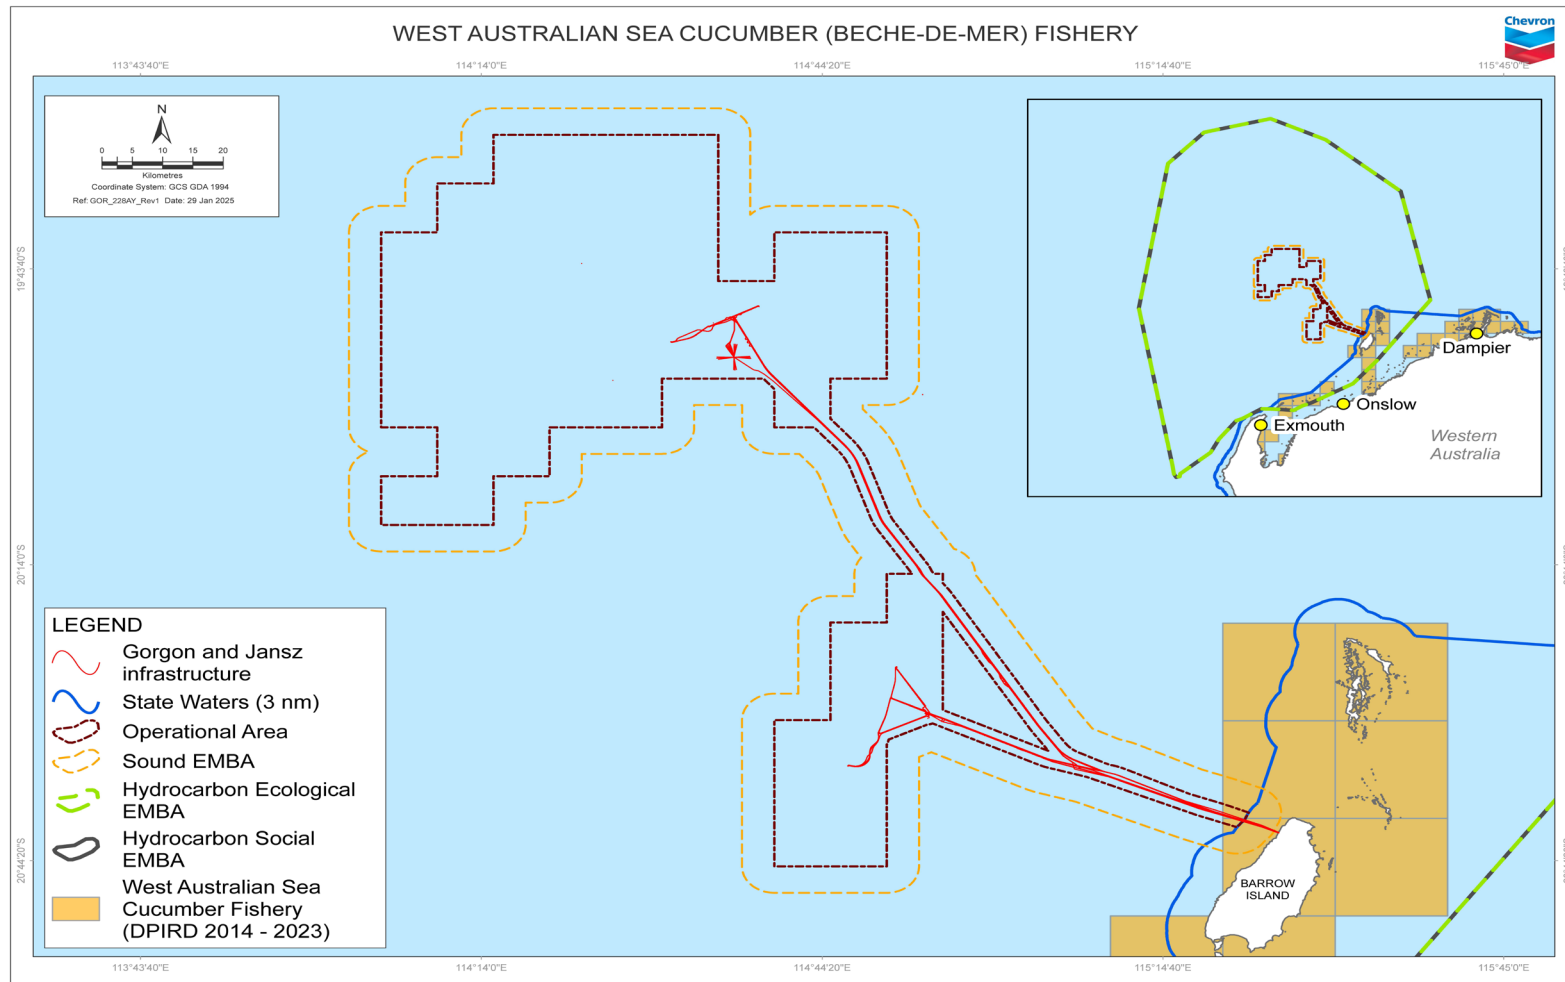 WEST AUSTRALIAN SEA CUCUMBER (BECHE-DE-MER) FISHERY
Chevron
113°43'40"E
114°14'0"E
114°44'20"E
115°14'40"E
115°45'0"E
N
0 5 10 15 20
Kilometres
Coordinate System: GCS GDA 1994
Ref: GOR_228AY_Rev1 Date: 29 Jan 2025
19°43'40"S
20°14'0"S
20°44'20"S
Dampier
Onslow
Exmouth
Western
Australia
LEGEND
Gorgon and Jansz
infrastructure
State Waters (3 nm)
Operational Area
Sound EMBA
Hydrocarbon Ecological
EMBA
Hydrocarbon Social
EMBA
West Australian Sea
Cucumber Fishery
(DPIRD 2014 - 2023)
BARROW
ISLAND
113°43'40"E
114°14'0"E
114°44'20"E
115°14'40"E
115°45'0"E